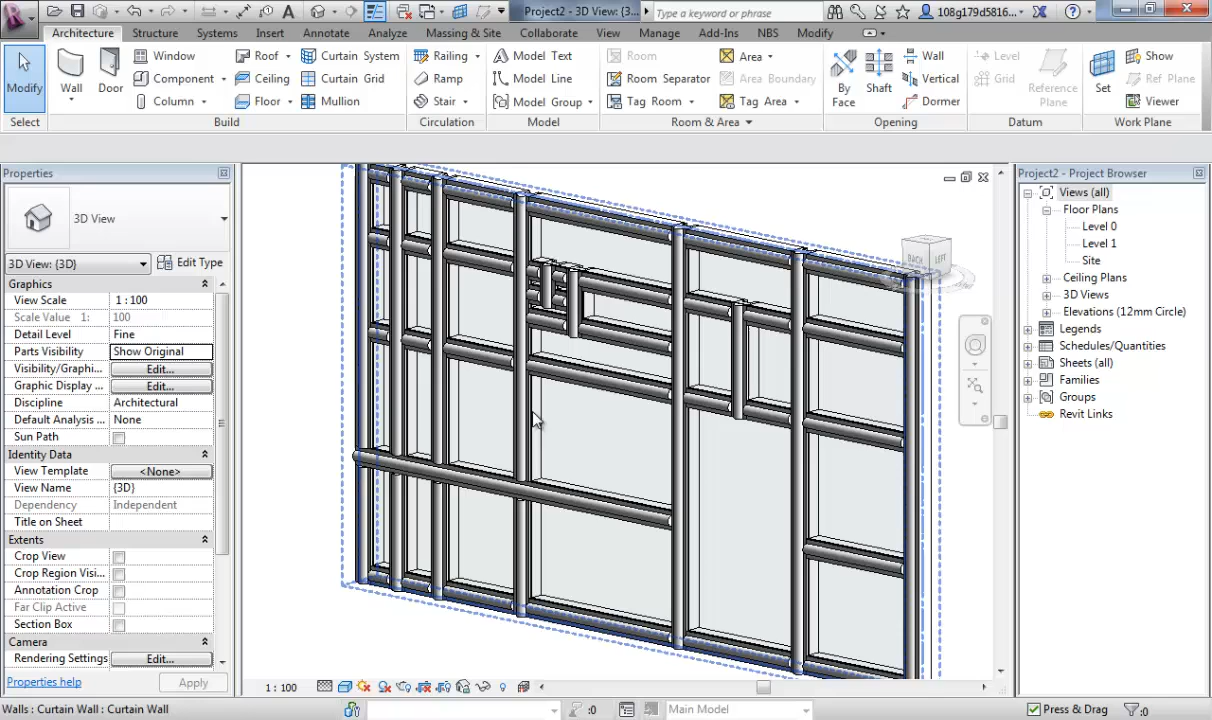 Project2 - 3D View: {3...
Type a keyword or phrase
108g179d5816...
Architecture Structure Systems Insert Annotate Analyze Massing & Site Collaborate View Manage Add-Ins NBS Modify
Modify
Wall
Door
Window
Component
Column
Roof
Ceiling
Floor
Curtain System
Curtain Grid
Mullion
Railing
Ramp
Stair
Model Text
Model Line
Model Group
Room
Room Separator
Tag Room
Area
Area Boundary
Tag Area
By Face
Shaft
Wall
Vertical
Dormer
Level
Grid
Reference Plane
Set
Show
Ref Plane
Viewer
Select Build Circulation Model Room & Area Opening Datum Work Plane
Properties
3D View
3D View: {3D} Edit Type
Graphics
View Scale 1 : 100
Scale Value 1: 100
Detail Level Fine
Parts Visibility Show Original
Visibility/Graphi... Edit...
Graphic Display ... Edit...
Discipline Architectural
Default Analysis ... None
Sun Path
Identity Data
View Template <None>
View Name {3D}
Dependency Independent
Title on Sheet
Extents
Crop View
Crop Region Visi...
Annotation Crop
Far Clip Active
Section Box
Camera
Rendering Settings Edit...
Properties help Apply
BACK LEFT
1 : 100
Project2 - Project Browser
Views (all)
Floor Plans
Level 0
Level 1
Site
Ceiling Plans
3D Views
Elevations (12mm Circle)
Legends
Schedules/Quantities
Sheets (all)
Families
Groups
Revit Links
Walls : Curtain Wall : Curtain Wall
:0
Main Model
Press & Drag
:0